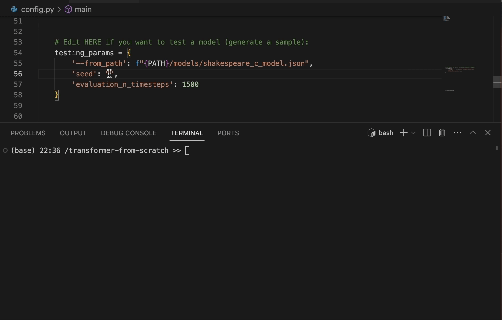 config.py > main
51
52
53 # Edit HERE if you want to test a model (generate a sample):
54 testing_params = {
55 '--from_path': f"{PATH}/models/shakespeare_c_model.json",
56 'seed': '',
57 'evaluation_n_timesteps': 1500
58 }
59
60
PROBLEMS OUTPUT DEBUG CONSOLE TERMINAL PORTS bash
(base) 22:36 /transformer-from-scratch >>